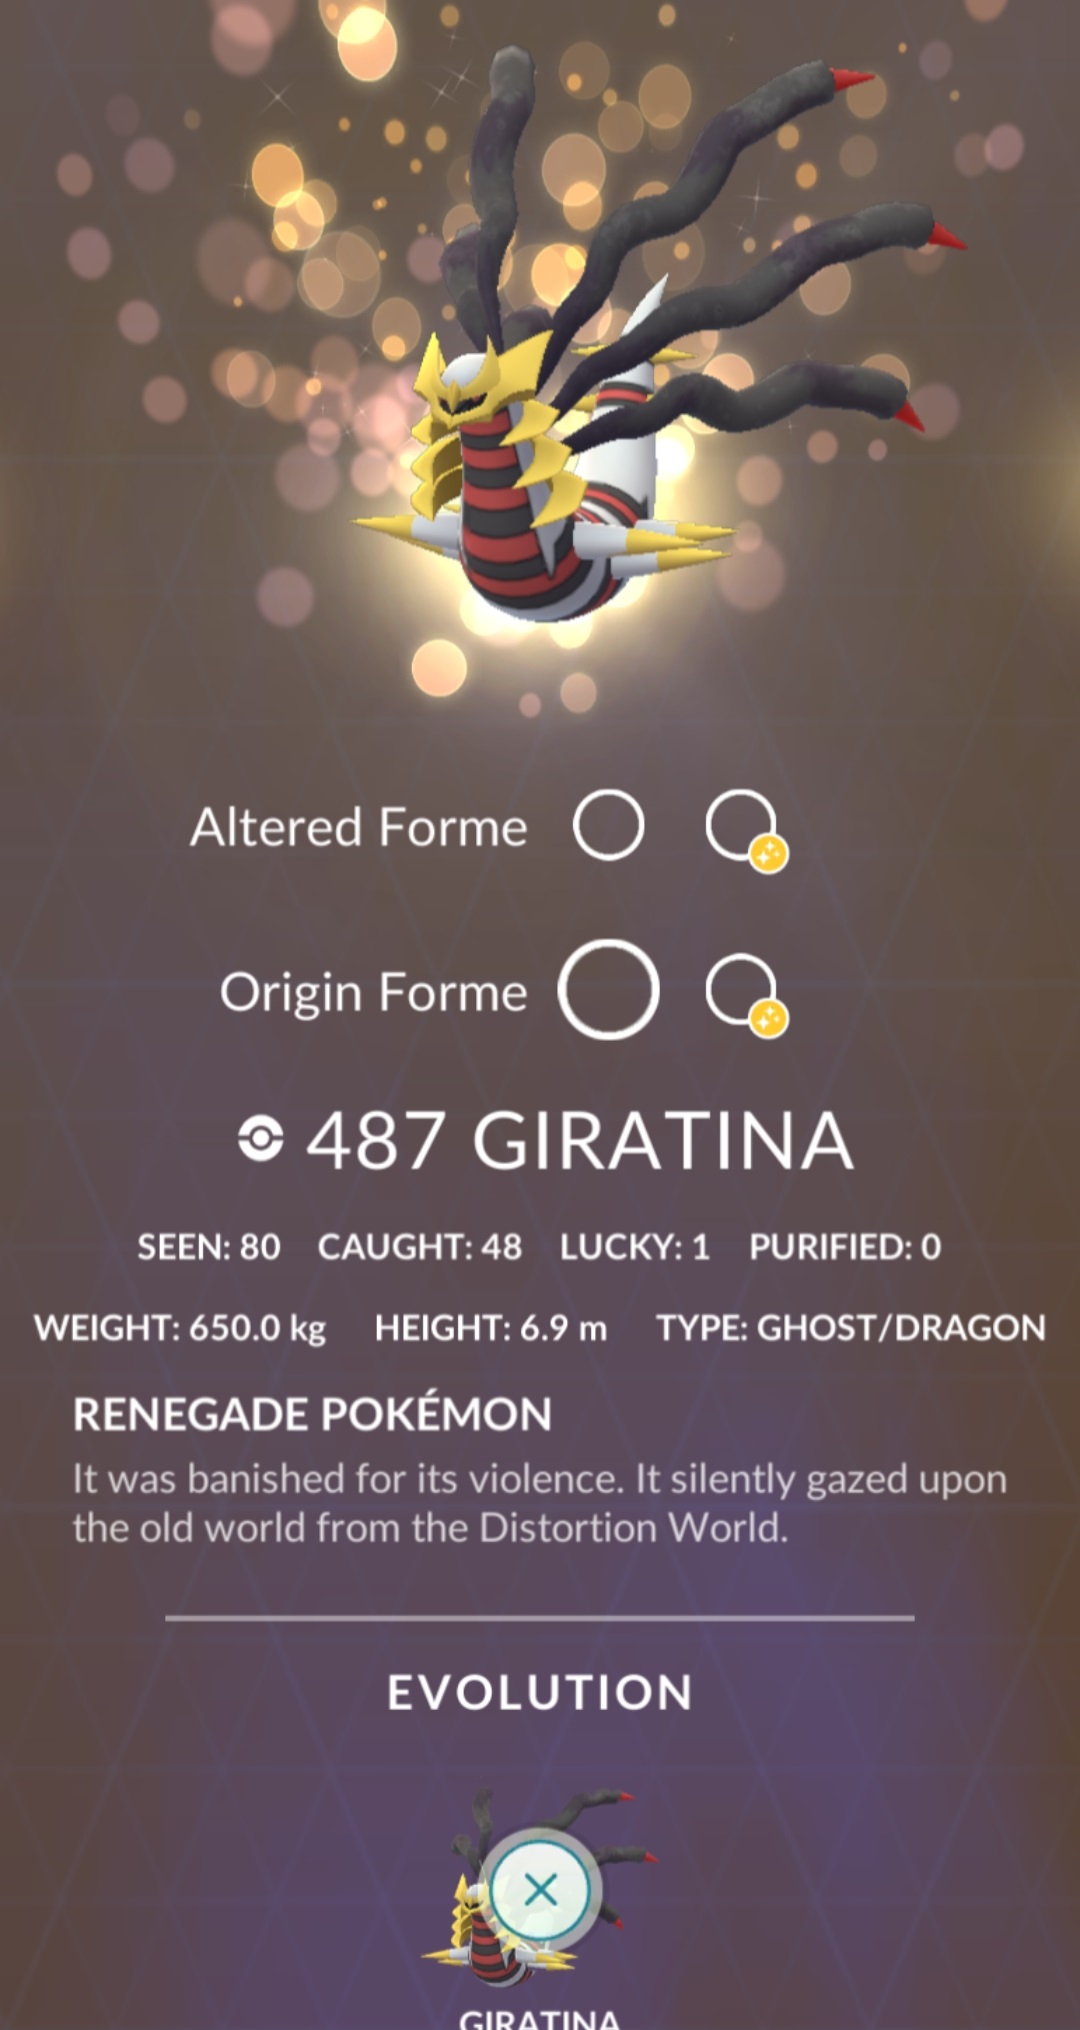 Altered Forme
Origin Forme
487 GIRATINA
SEEN: 80 CAUGHT: 48 LUCKY: 1 PURIFIED: 0
WEIGHT: 650.0 kg HEIGHT: 6.9 m TYPE: GHOST/DRAGON
RENEGADE POKÉMON
It was banished for its violence. It silently gazed upon
the old world from the Distortion World.
EVOLUTION
GIRATINA